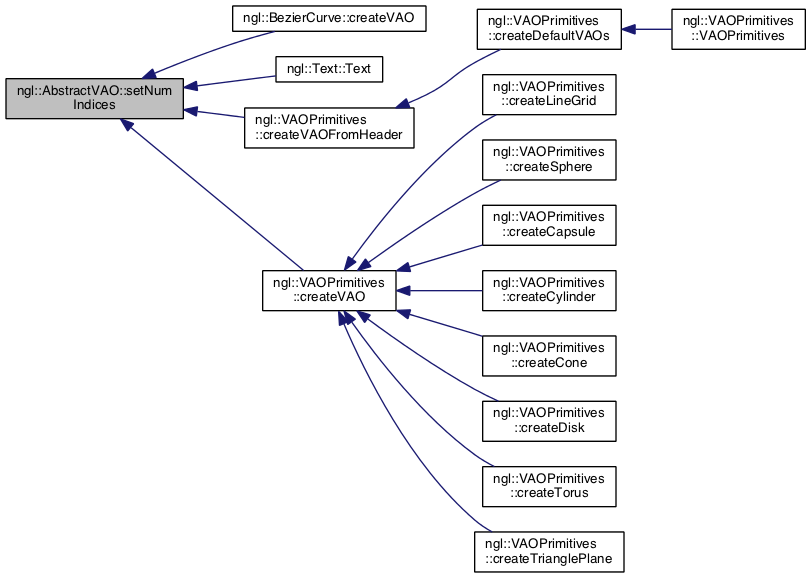 ngl::AbstractVAO::setNum
Indices
ngl::BezierCurve::createVAO
ngl::Text::Text
ngl::VAOPrimitives
::createVAOFromHeader
ngl::VAOPrimitives
::createDefaultVAOs
ngl::VAOPrimitives
::VAOPrimitives
ngl::VAOPrimitives
::createVAO
ngl::VAOPrimitives
::createLineGrid
ngl::VAOPrimitives
::createSphere
ngl::VAOPrimitives
::createCapsule
ngl::VAOPrimitives
::createCylinder
ngl::VAOPrimitives
::createCone
ngl::VAOPrimitives
::createDisk
ngl::VAOPrimitives
::createTorus
ngl::VAOPrimitives
::createTrianglePlane